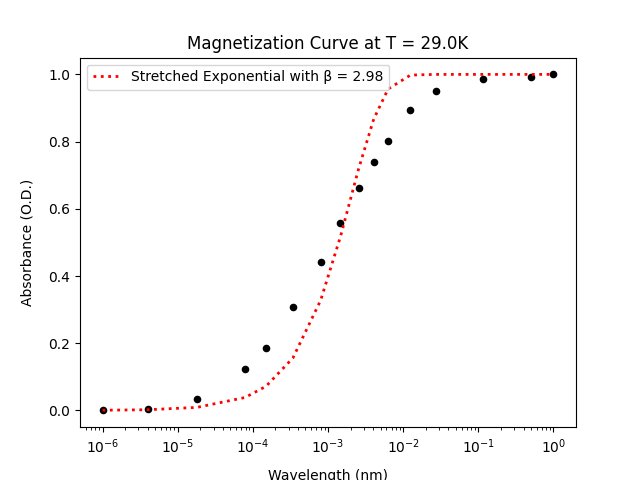 Magnetization Curve at T = 29.0K
Stretched Exponential with β = 2.98
Absorbance (O.D.)
1.0
0.8
0.6
0.4
0.2
0.0
10⁻⁶ 10⁻⁵ 10⁻⁴ 10⁻³ 10⁻² 10⁻¹ 10⁰
Wavelength (nm)